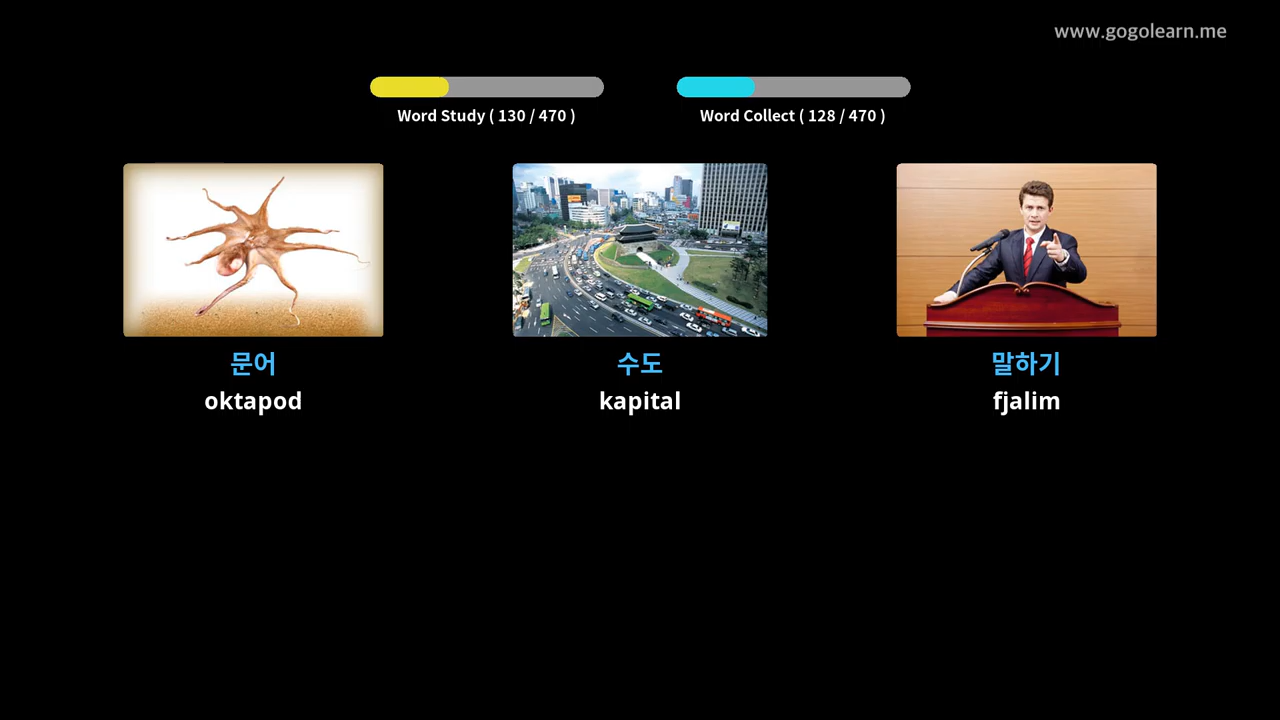 www.gogolearn.me
Word Study ( 130 / 470 )
Word Collect ( 128 / 470 )
문어
수도
말하기
oktapod
kapital
fjalim